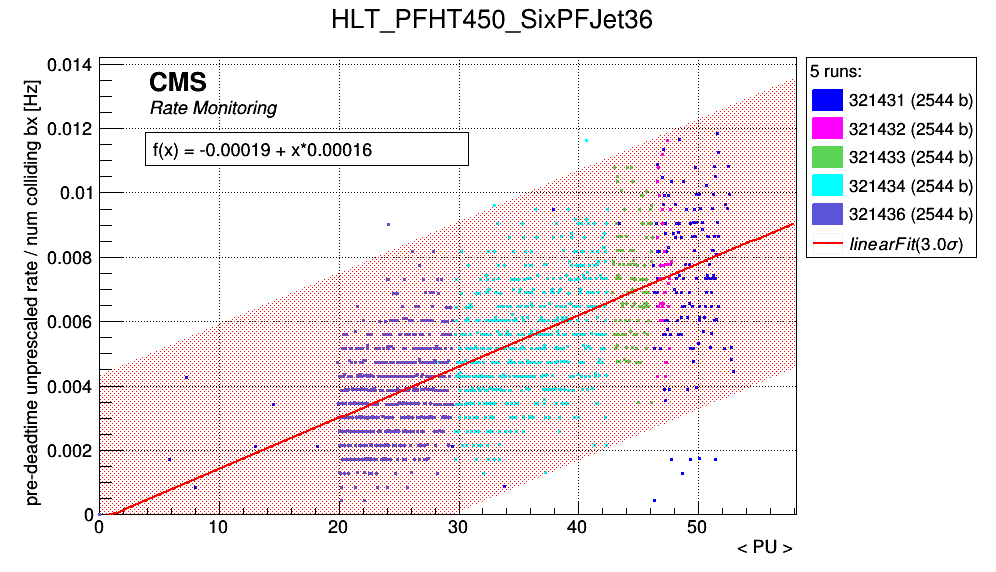 HLT_PFHT450_SixPFJet36
pre-deadtime unprescaled rate / num colliding bx [Hz]
0.014
0.012
0.01
0.008
0.006
0.004
0.002
0
CMS
Rate Monitoring
f(x) = -0.00019 + x*0.00016
0 10 20 30 40 50
< PU >
5 runs:
321431 (2544 b)
321432 (2544 b)
321433 (2544 b)
321434 (2544 b)
321436 (2544 b)
linearFit(3.0σ)